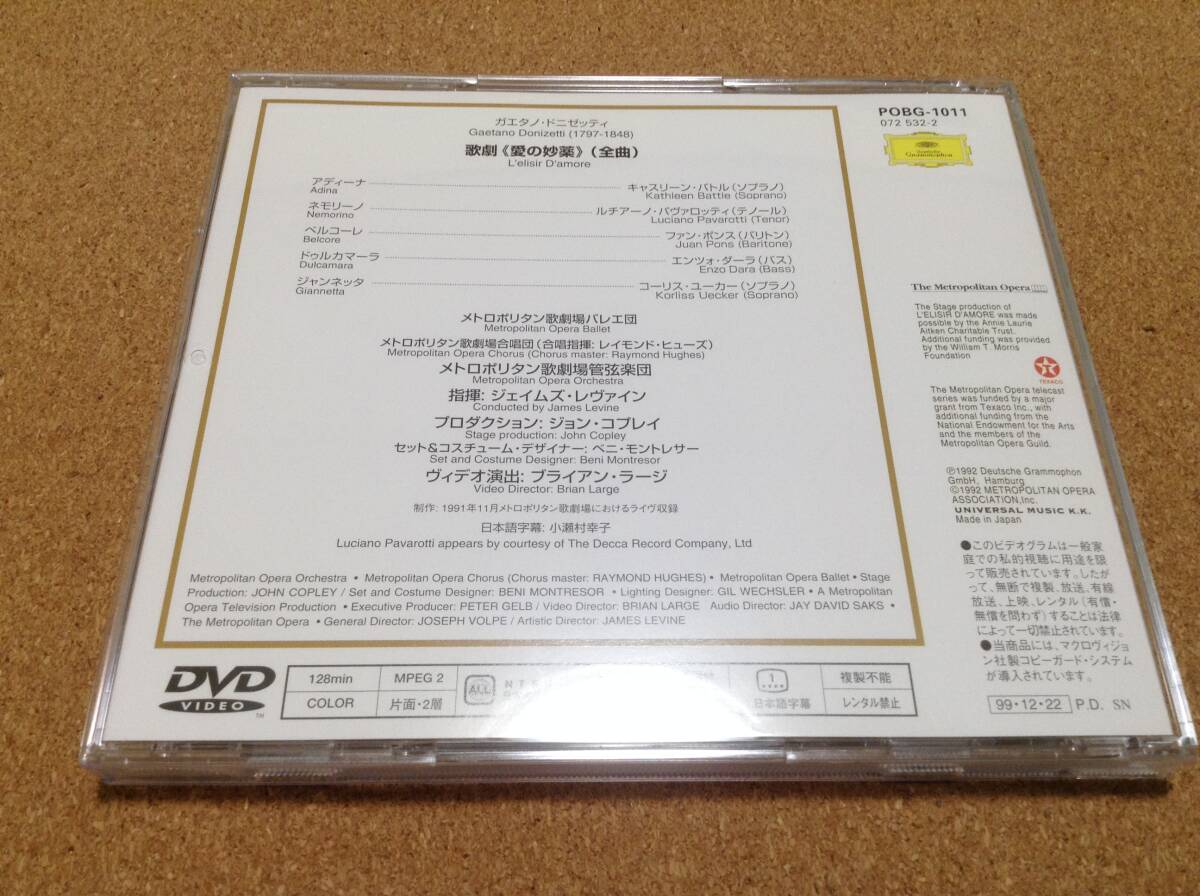 ガエタノ・ドニゼッティ
Gaetano Donizetti (1797-1848)
歌劇《愛の妙薬》(全曲)
L'elisir D'amore
アディーナ キャスリーン・バトル(ソプラノ)
Adina Kathleen Battle (Soprano)
ネモリーノ ルチアーノ・パヴァロッティ(テノール)
Nemorino Luciano Pavarotti (Tenor)
ベルコーレ ファン・ポンス(バリトン)
Belcore Juan Pons (Baritone)
ドゥルカマーラ エンツォ・ダーラ(バス)
Dulcamara Enzo Dara (Bass)
ジャンネッタ コーリス・ユーカー(ソプラノ)
Giannetta Korliss Uecker (Soprano)
メトロポリタン歌劇場バレエ団
Metropolitan Opera Ballet
メトロポリタン歌劇場合唱団(合唱指揮: レイモンド・ヒューズ)
Metropolitan Opera Chorus (Chorus master: Raymond Hughes)
メトロポリタン歌劇場管弦楽団
Metropolitan Opera Orchestra
指揮: ジェイムズ・レヴァイン
Conducted by James Levine
プロダクション: ジョン・コプレイ
Stage production: John Copley
セット&コスチューム・デザイナー: ベニ・モントレサー
Set and Costume Designer: Beni Montresor
ヴィデオ演出: ブライアン・ラージ
Video Director: Brian Large
制作: 1991年11月メトロポリタン歌劇場におけるライヴ収録
日本語字幕: 小瀬村幸子
Luciano Pavarotti appears by courtesy of The Decca Record Company, Ltd
Metropolitan Opera Orchestra • Metropolitan Opera Chorus (Chorus master: RAYMOND HUGHES) • Metropolitan Opera Ballet • Stage
Production: JOHN COPLEY / Set and Costume Designer: BENI MONTRESOR • Lighting Designer: GIL WECHSLER • A Metropolitan
Opera Television Production • Executive Producer: PETER GELB / Video Director: BRIAN LARGE Audio Director: JAY DAVID SAKS •
The Metropolitan Opera • General Director: JOSEPH VOLPE / Artistic Director: JAMES LEVINE
POBG-1011
072 532-2
Deutsche
Grammophon
The Metropolitan Opera
The Stage production of
L'ELISIR D'AMORE was made
possible by the Annie Laurie
Aitken Charitable Trust.
Additional funding was provided
by the William T. Morris
Foundation
TEXACO
The Metropolitan Opera telecast
series was funded by a major
grant from Texaco Inc., with
additional funding from the
National Endowment for the Arts
and the members of the
Metropolitan Opera Guild.
℗1992 Deutsche Grammophon
GmbH, Hamburg
©1992 METROPOLITAN OPERA
ASSOCIATION,Inc.
UNIVERSAL MUSIC K.K.
Made in Japan
●このビデオグラムは一般家
庭での私的視聴に用途を限
って販売されています。したが
って、無断で複製、放送、有線
放送、上映、レンタル(有償・
無償を問わず)することは法律
によって一切禁止されています。
●当商品には、マクロヴィジョ
ン社製コピーガード・システム
が導入されています。
99・12・22 P.D. SN
DVD
VIDEO
TM
128min
MPEG 2
COLOR
片面・2層
ALL
NTS
1
日本語字幕
複製不能
レンタル禁止